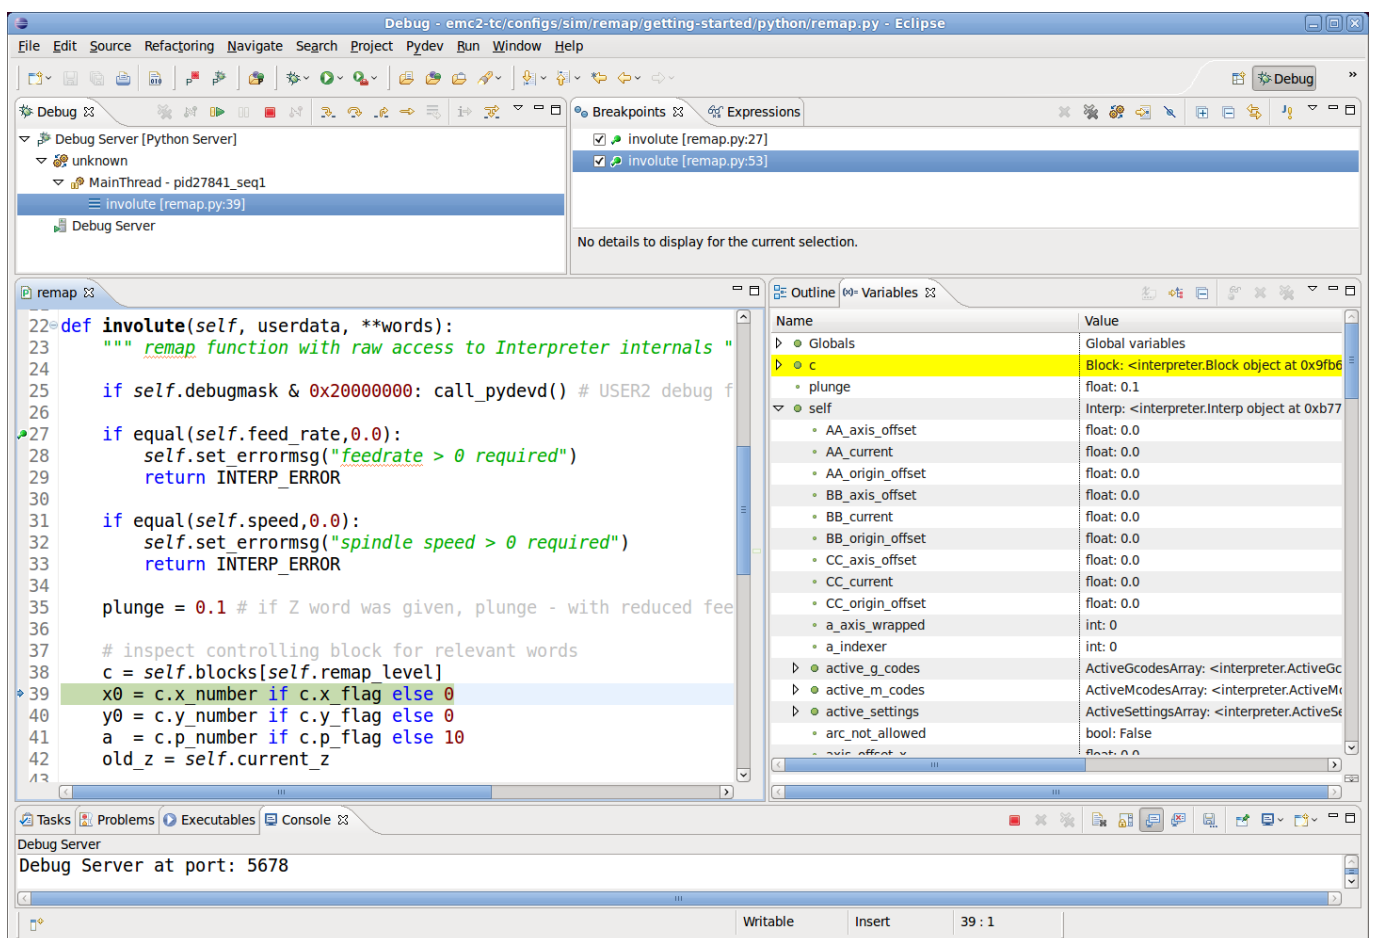 Debug - emc2-tc/configs/sim/remap/getting-started/python/remap.py - Eclipse
File Edit Source Refactoring Navigate Search Project Pydev Run Window Help
Debug
»
Debug
Breakpoints
Expressions
Debug Server [Python Server]
unknown
MainThread - pid27841_seq1
involute [remap.py:39]
Debug Server
involute [remap.py:27]
involute [remap.py:53]
No details to display for the current selection.
remap
22 def involute(self, userdata, **words):
23 """ remap function with raw access to Interpreter internals "
24
25 if self.debugmask & 0x20000000: call_pydevd() # USER2 debug f
26
27 if equal(self.feed_rate,0.0):
28 self.set_errormsg("feedrate > 0 required")
29 return INTERP_ERROR
30
31 if equal(self.speed,0.0):
32 self.set_errormsg("spindle speed > 0 required")
33 return INTERP_ERROR
34
35 plunge = 0.1 # if Z word was given, plunge - with reduced fee
36
37 # inspect controlling block for relevant words
38 c = self.blocks[self.remap_level]
39 x0 = c.x_number if c.x_flag else 0
40 y0 = c.y_number if c.y_flag else 0
41 a = c.p_number if c.p_flag else 10
42 old_z = self.current_z
43
Outline Variables
Name Value
Globals Global variables
c Block: <interpreter.Block object at 0x9fb6
plunge float: 0.1
self Interp: <interpreter.Interp object at 0xb77
AA_axis_offset float: 0.0
AA_current float: 0.0
AA_origin_offset float: 0.0
BB_axis_offset float: 0.0
BB_current float: 0.0
BB_origin_offset float: 0.0
CC_axis_offset float: 0.0
CC_current float: 0.0
CC_origin_offset float: 0.0
a_axis_wrapped int: 0
a_indexer int: 0
active_g_codes ActiveGcodesArray: <interpreter.ActiveGc
active_m_codes ActiveMcodesArray: <interpreter.ActiveMc
active_settings ActiveSettingsArray: <interpreter.ActiveSe
arc_not_allowed bool: False
axis_offset_x float: 0.0
Tasks Problems Executables Console
Debug Server
Debug Server at port: 5678
Writable Insert 39 : 1